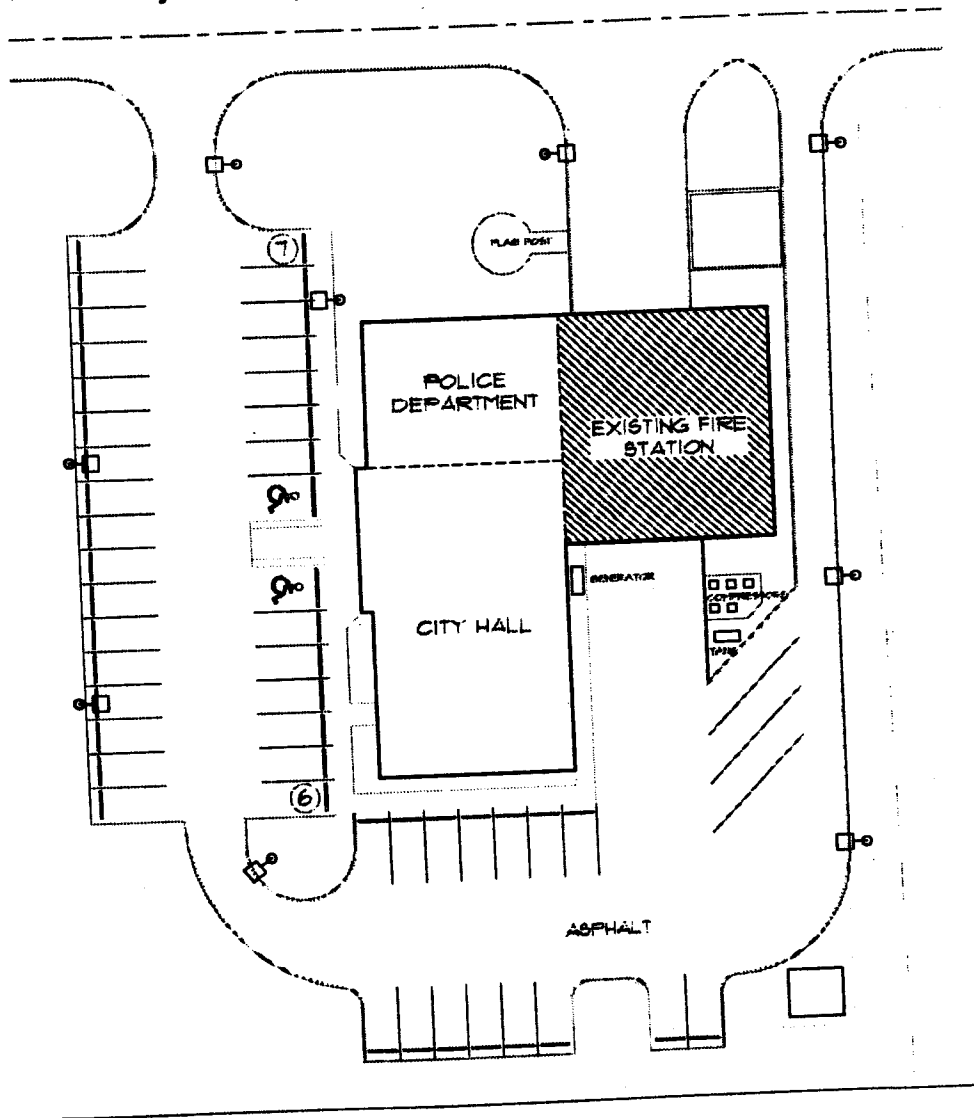 7
FLAG POST
POLICE
DEPARTMENT
EXISTING FIRE
STATION
GENERATOR
COMPRESSORS
TANK
CITY HALL
6
ASPHALT